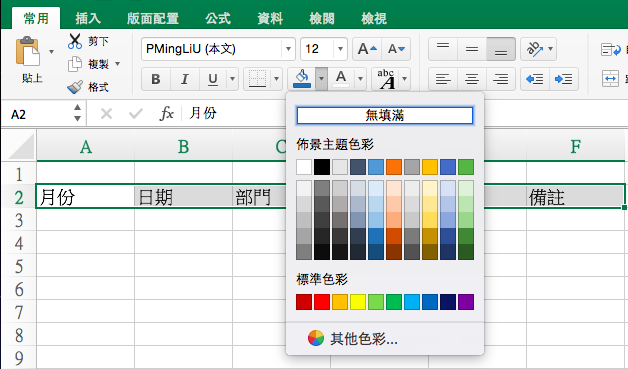 常用 插入 版面配置 公式 資料 檢閱 檢視
貼上
剪下
複製
格式
PMingLiU (本文) 12 A A
B I U A abc A
A2 fx 月份
無填滿
佈景主題色彩
標準色彩
其他色彩...
A B C F
1
2 月份 日期 部門 備註
3
4
5
6
7
8
9